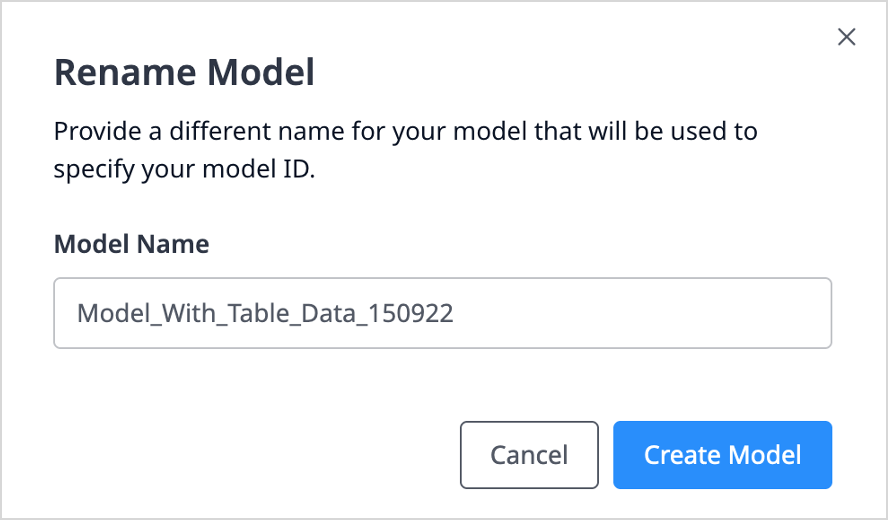 Rename Model
Provide a different name for your model that will be used to
specify your model ID.
Model Name
Model_With_Table_Data_150922
Cancel
Create Model